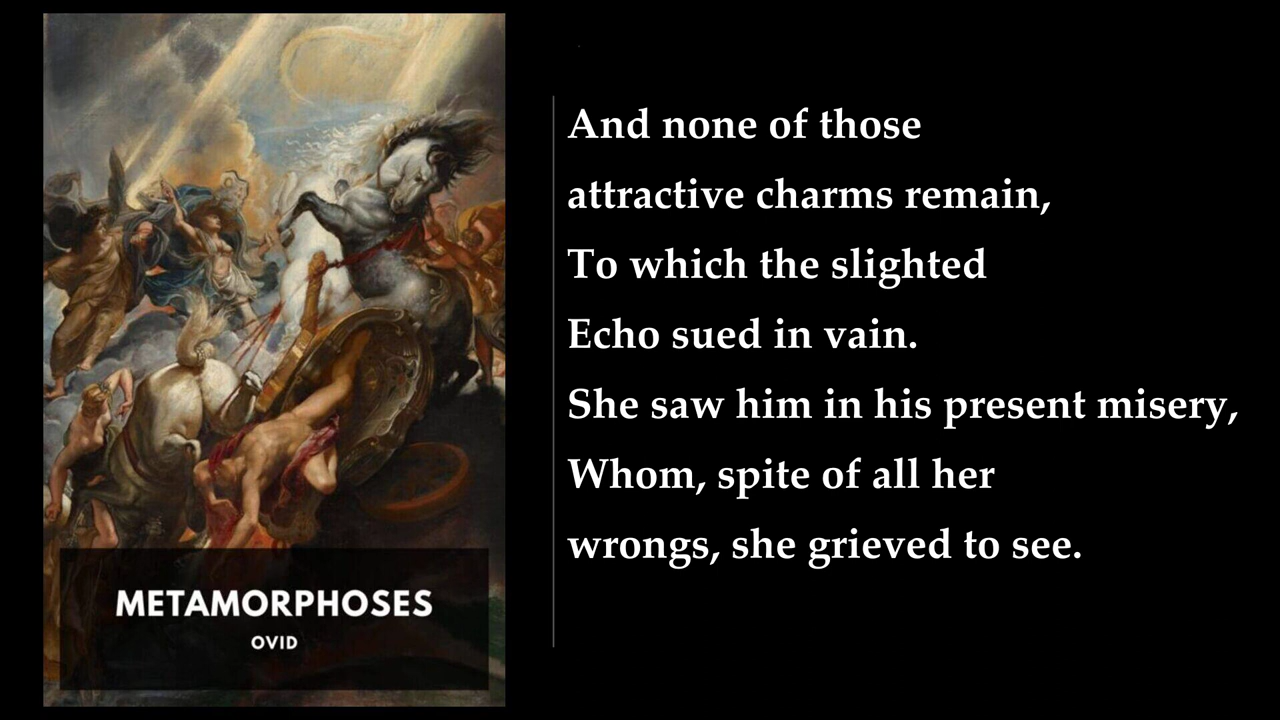 METAMORPHOSES
OVID
And none of those
attractive charms remain,
To which the slighted
Echo sued in vain.
She saw him in his present misery,
Whom, spite of all her
wrongs, she grieved to see.